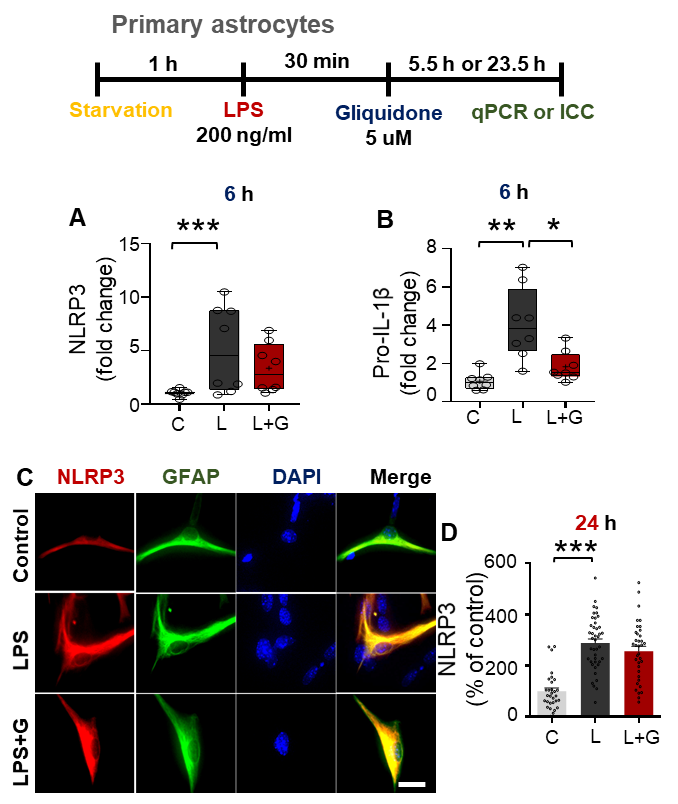 Primary astrocytes
1 h
30 min
5.5 h or 23.5 h
Starvation
LPS
200 ng/ml
Gliquidone
5 uM
qPCR or ICC
A
6 h
***
NLRP3
(fold change)
15
10
5
0
C
L
L+G
B
6 h
**
*
Pro-IL-1β
(fold change)
8
6
4
2
0
C
L
L+G
C
NLRP3
GFAP
DAPI
Merge
Control
LPS
LPS+G
D
24 h
***
NLRP3
(% of control)
600
400
200
0
C
L
L+G